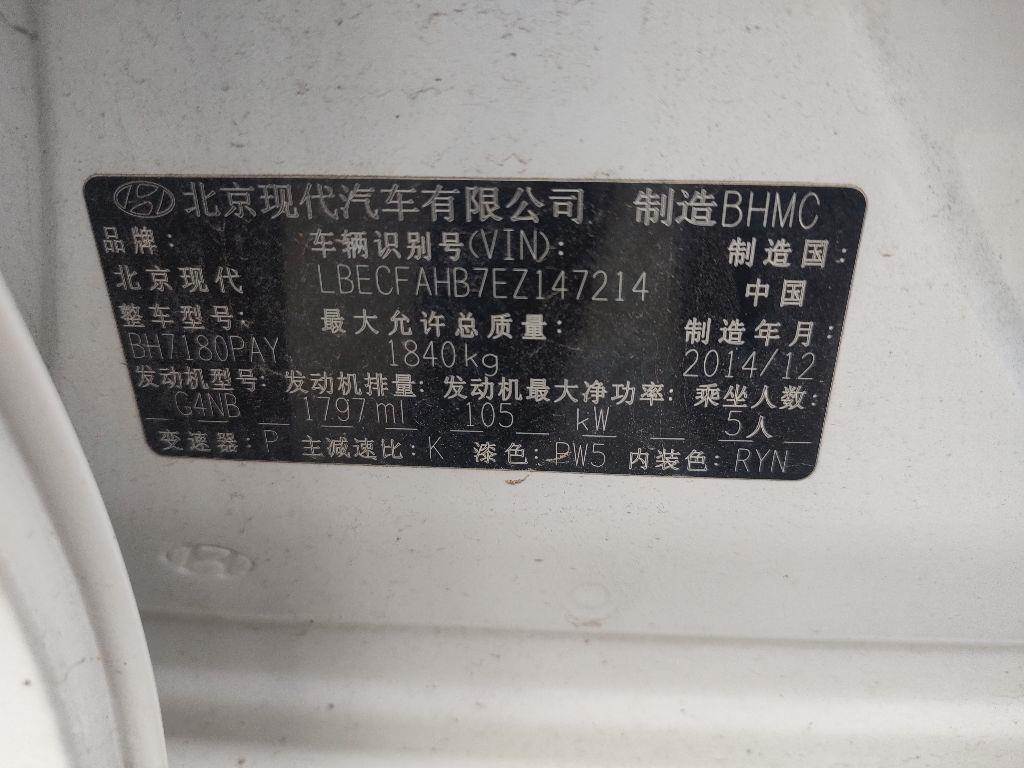 北京现代汽车有限公司 制造BHMC
品牌: 车辆识别号(VIN): 制造国:
北京现代 LBECFAHB7EZ147214 中国
整车型号: 最大允许总质量: 制造年月:
BH7180PAY 1840kg 2014/12
发动机型号: 发动机排量: 发动机最大净功率: 乘坐人数:
G4NB 1797ml 105 kW 5人
变速器: P 主减速比: K 漆色: PW5 内装色: RYN